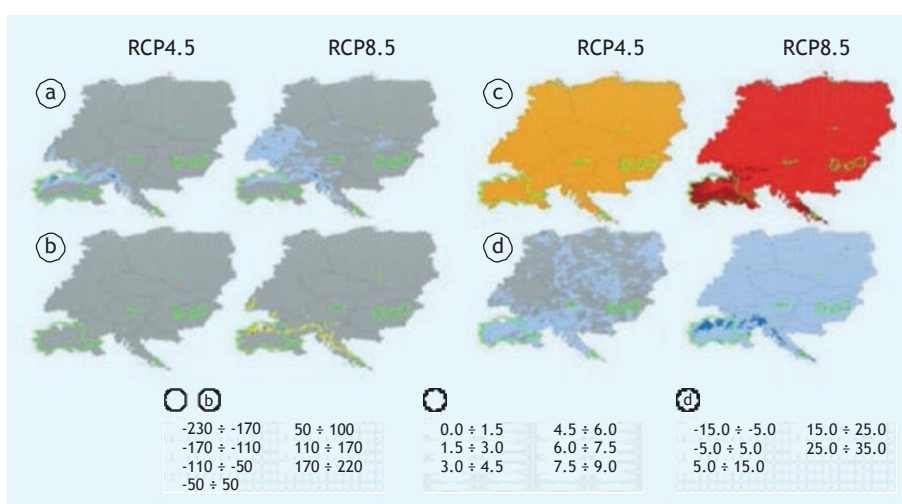 RCP4.5 RCP8.5 RCP4.5 RCP8.5
a c
b d
b d
-230 ÷ -170 50 ÷ 100 0.0 ÷ 1.5 4.5 ÷ 6.0 -15.0 ÷ -5.0 15.0 ÷ 25.0
-170 ÷ -110 110 ÷ 170 1.5 ÷ 3.0 6.0 ÷ 7.5 -5.0 ÷ 5.0 25.0 ÷ 35.0
-110 ÷ -50 170 ÷ 220 3.0 ÷ 4.5 7.5 ÷ 9.0 5.0 ÷ 15.0
-50 ÷ 50